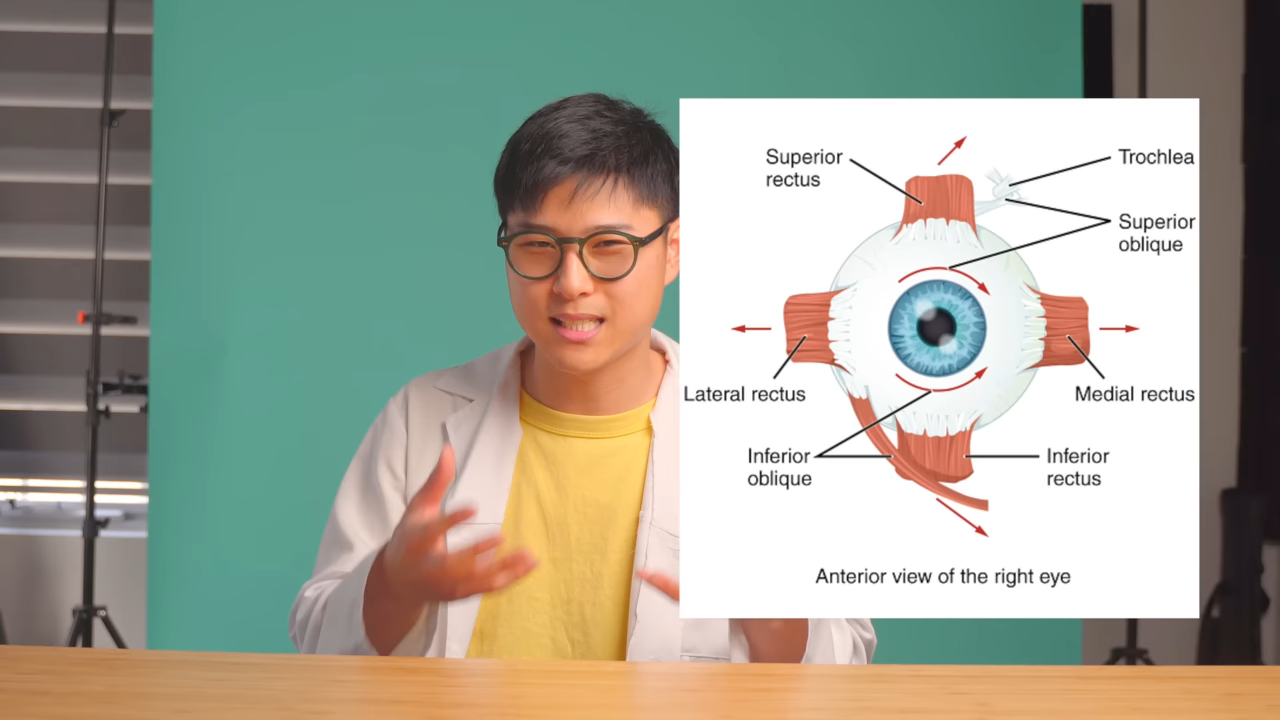 Superior
rectus
Trochlea
Superior
oblique
Lateral rectus
Medial rectus
Inferior
oblique
Inferior
rectus
Anterior view of the right eye